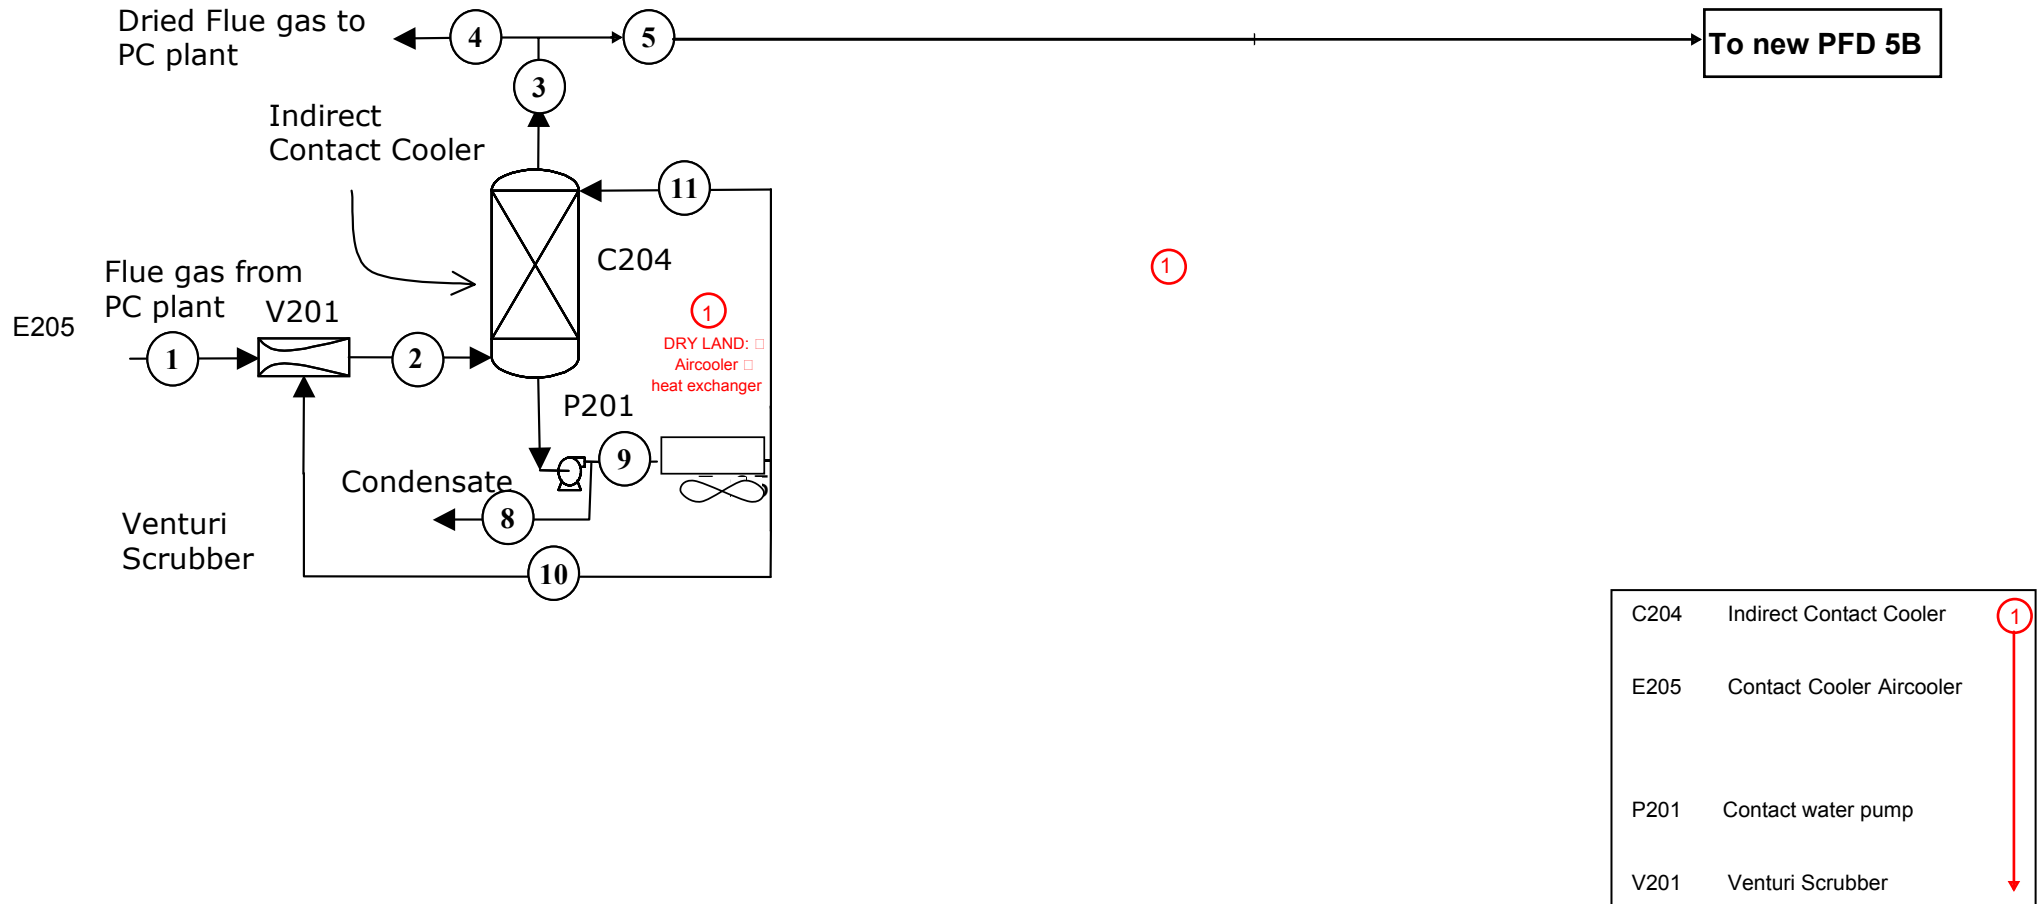 Dried Flue gas to
PC plant
4
5
To new PFD 5B
3
Indirect
Contact Cooler
11
C204
1
Flue gas from
PC plant
V201
E205
1
2
1
DRY LAND:
Aircooler
heat exchanger
P201
9
Condensate
8
Venturi
Scrubber
10
C204 Indirect Contact Cooler 1
E205 Contact Cooler Aircooler
P201 Contact water pump
V201 Venturi Scrubber